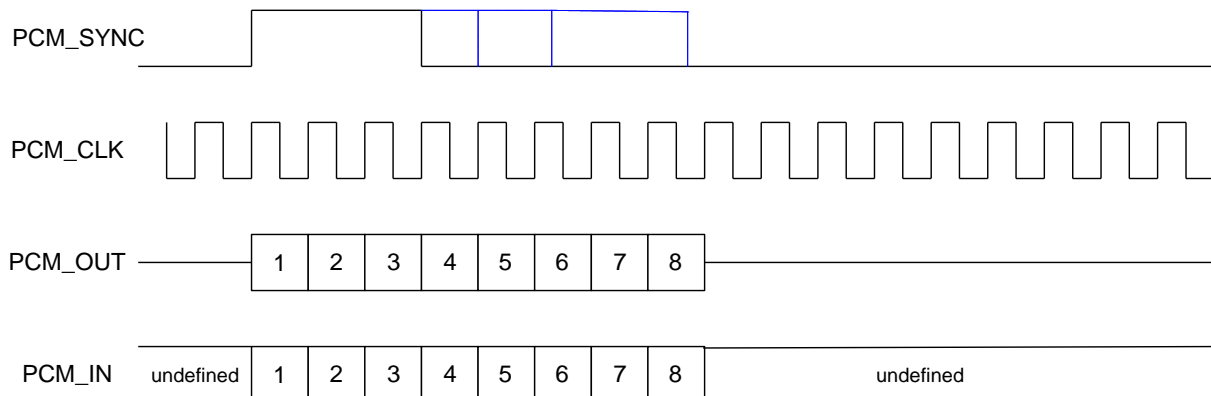 PCM_SYNC
PCM_CLK
PCM_OUT 1 2 3 4 5 6 7 8
PCM_IN undefined 1 2 3 4 5 6 7 8 undefined